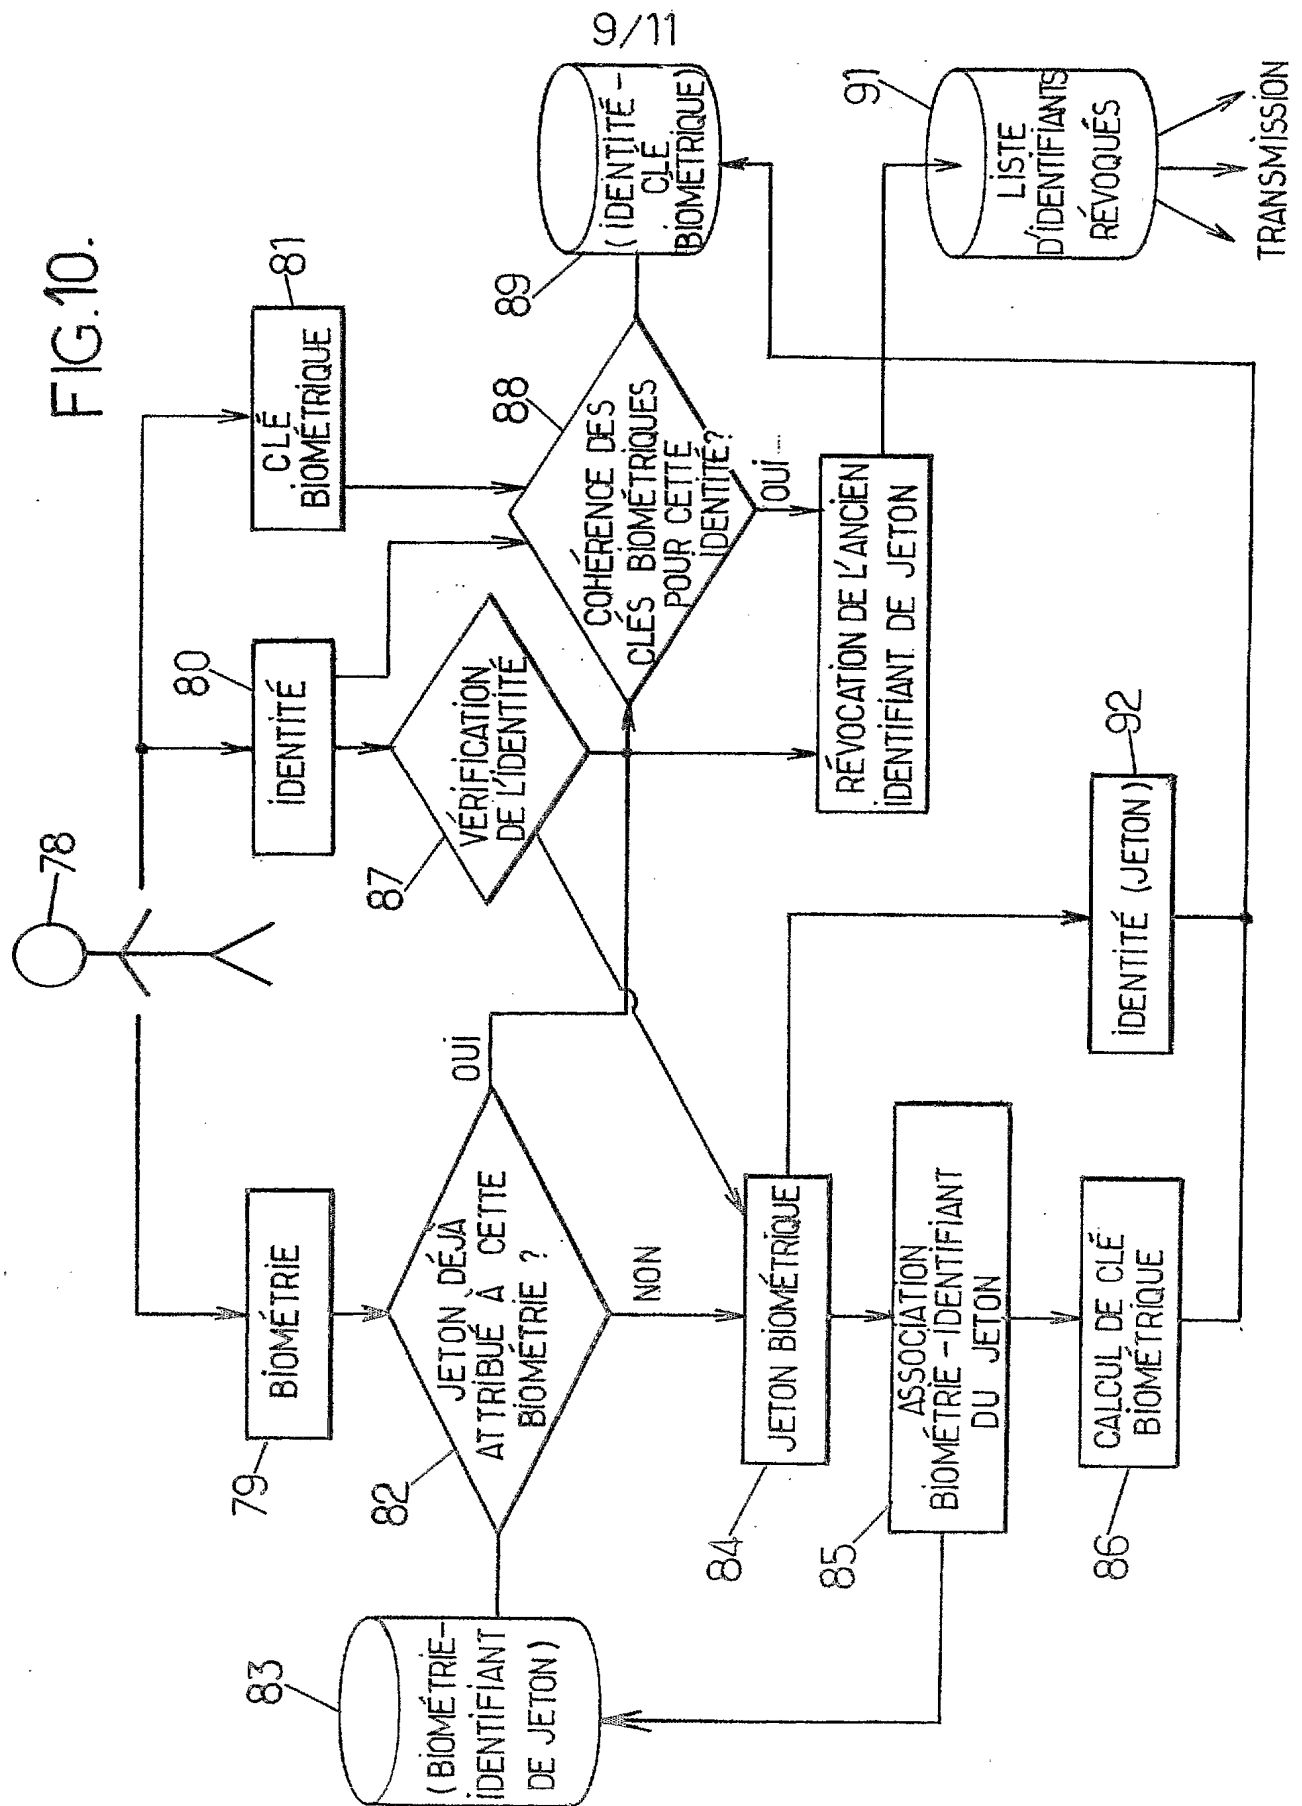 FIG.10.
9/11
78
79
BIOMÉTRIE
80
IDENTITÉ
81
CLÉ
BIOMÉTRIQUE
83
(BIOMÉTRIE-
IDENTIFIANT
DE JETON)
82
JETON DÉJÀ
ATTRIBUÉ À CETTE
BIOMÉTRIE ?
OUI
NON
87
VÉRIFICATION
DE L'IDENTITÉ
88
COHÉRENCE DES
CLÉS BIOMÉTRIQUES
POUR CETTE
IDENTITÉ?
OUI
89
(IDENTITÉ-
CLÉ
BIOMÉTRIQUE)
84
JETON BIOMÉTRIQUE
RÉVOCATION DE L'ANCIEN
IDENTIFIANT DE JETON
91
LISTE
D'IDENTIFIANTS
RÉVOQUÉS
85
ASSOCIATION
BIOMÉTRIE-IDENTIFIANT
DU JETON
86
CALCUL DE CLÉ
BIOMÉTRIQUE
92
IDENTITÉ (JETON)
TRANSMISSION